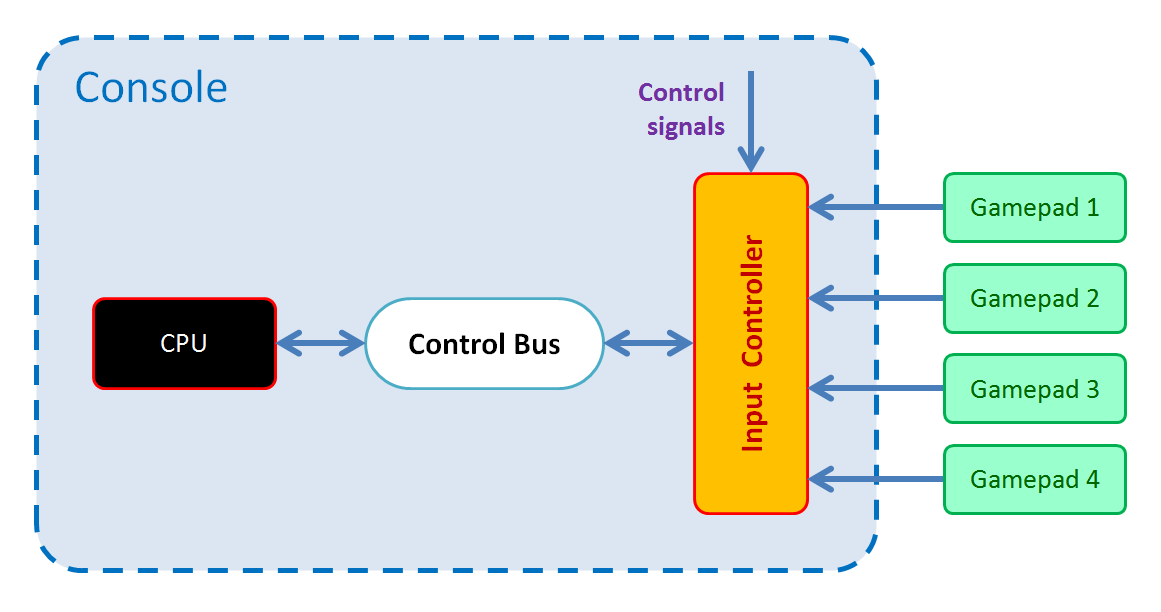 Console
Control
signals
Gamepad 1
Gamepad 2
Gamepad 3
Gamepad 4
CPU
Control Bus
Input Controller